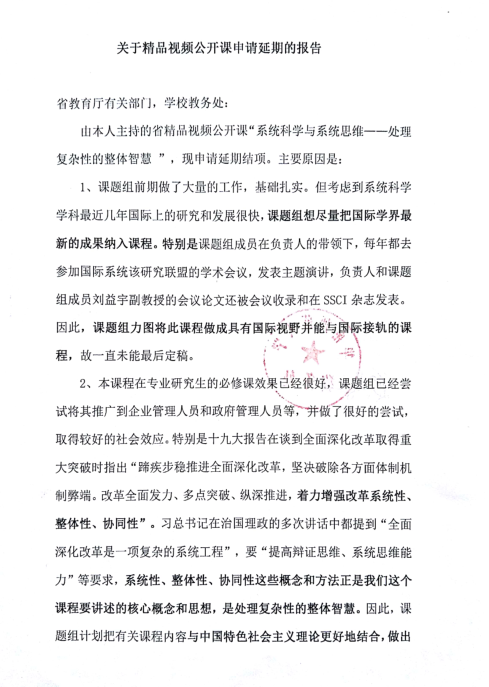 关于精品视频公开课申请延期的报告
省教育厅有关部门，学校教务处：
由本人主持的省精品视频公开课“系统科学与系统思维——处理
复杂性的整体智慧 ”，现申请延期结项。主要原因是：
1、课题组前期做了大量的工作，基础扎实。但考虑到系统科学
学科最近几年国际上的研究和发展很快，课题组想尽量把国际学界最
新的成果纳入课程。特别是课题组成员在负责人的带领下，每年都去
参加国际系统该研究联盟的学术会议，发表主题演讲，负责人和课题
组成员刘益宇副教授的会议论文还被会议收录和在 SSCI 杂志发表。
因此，课题组力图将此课程做成具有国际视野并能与国际接轨的课
程，故一直未能最后定稿。
2、本课程在专业研究生的必修课效果已经很好，课题组已经尝
试将其推广到企业管理人员和政府管理人员等，并做了很好的尝试，
取得较好的社会效应。特别是十九大报告在谈到全面深化改革取得重
大突破时指出“蹄疾步稳推进全面深化改革，坚决破除各方面体制机
制弊端。改革全面发力、多点突破、纵深推进，着力增强改革系统性、
整体性、协同性”。习总书记在治国理政的多次讲话中都提到“全面
深化改革是一项复杂的系统工程”，要“提高辩证思维、系统思维能
力”等要求，系统性、整体性、协同性这些概念和方法正是我们这个
课程要讲述的核心概念和思想，是处理复杂性的整体智慧。因此，课
题组计划把有关课程内容与中国特色社会主义理论更好地结合，做出